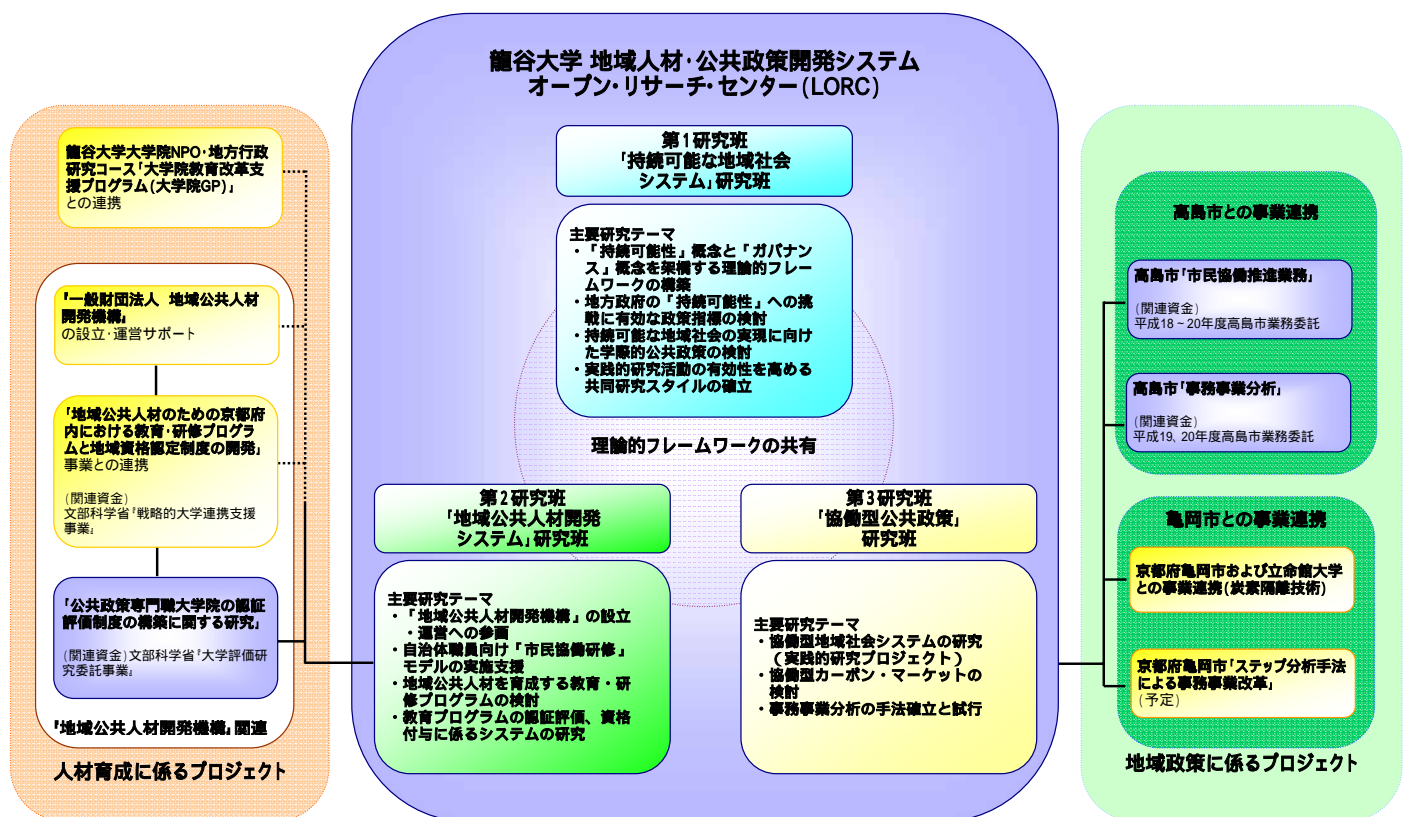 龍谷大学 地域人材・公共政策開発システム
オープン・リサーチ・センター(LORC)
龍谷大学大学院NPO・地方行政
研究コース「大学院教育改革支
援プログラム(大学院GP)」
との連携
『一般財団法人 地域公共人材
開発機構』
の設立・運営サポート
「地域公共人材のための京都府
内における教育・研修プログラ
ムと地域資格認定制度の開発」
事業との連携
(関連資金)
文部科学省『戦略的大学連携支援
事業』
「公共政策専門職大学院の認証
評価制度の構築に関する研究」
(関連資金)文部科学省『大学評価研
究委託事業』
『地域公共人材開発機構』関連
人材育成に係るプロジェクト
第1研究班
「持続可能な地域社会
システム」研究班
主要研究テーマ
・「持続可能性」概念と「ガバナン
ス」概念を架橋する理論的フレー
ムワークの構築
・地方政府の「持続可能性」への挑
戦に有効な政策指標の検討
・持続可能な地域社会の実現に向け
た学際的公共政策の検討
・実践的研究活動の有効性を高める
共同研究スタイルの確立
理論的フレームワークの共有
第2研究班
「地域公共人材開発
システム」研究班
主要研究テーマ
・「地域公共人材開発機構」の設立
・運営への参画
・自治体職員向け「市民協働研修」
モデルの実施支援
・地域公共人材を育成する教育・研
修プログラムの検討
・教育プログラムの認証評価、資格
付与に係るシステムの研究
第3研究班
「協働型公共政策」
研究班
主要研究テーマ
・協働型地域社会システムの研究
(実践的研究プロジェクト)
・協働型カーボン・マーケットの
検討
・事務事業分析の手法確立と試行
高島市との事業連携
高島市「市民協働推進業務」
(関連資金)
平成18~20年度高島市業務委託
高島市「事務事業分析」
(関連資金)
平成19、20年度高島市業務委託
亀岡市との事業連携
京都府亀岡市および立命館大学
との事業連携(炭素隔離技術)
京都府亀岡市「ステップ分析手法
による事務事業改革」
(予定)
地域政策に係るプロジェクト